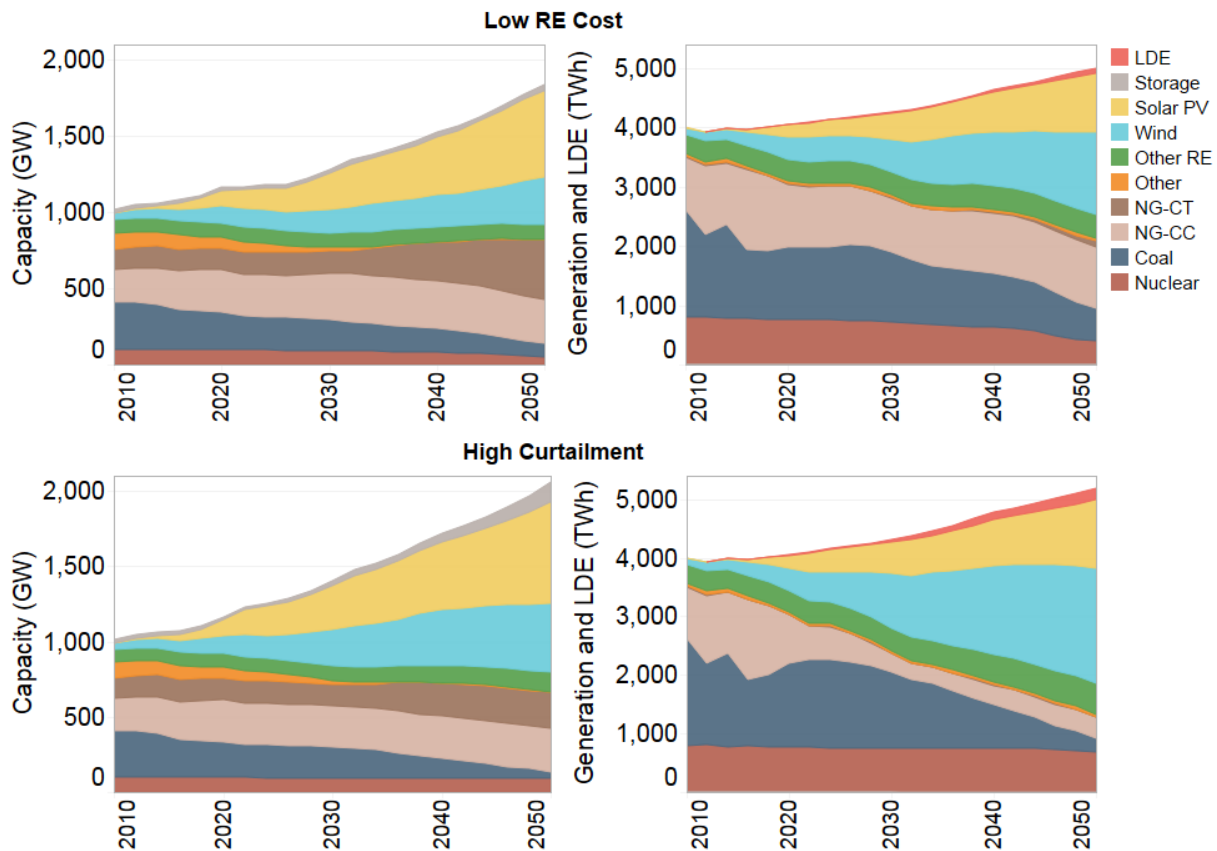 Low RE Cost
Capacity (GW)
2,000
1,500
1,000
500
0
2010
2020
2030
2040
2050
Generation and LDE (TWh)
5,000
4,000
3,000
2,000
1,000
0
2010
2020
2030
2040
2050
LDE
Storage
Solar PV
Wind
Other RE
Other
NG-CT
NG-CC
Coal
Nuclear
High Curtailment
Capacity (GW)
2,000
1,500
1,000
500
0
2010
2020
2030
2040
2050
Generation and LDE (TWh)
5,000
4,000
3,000
2,000
1,000
0
2010
2020
2030
2040
2050